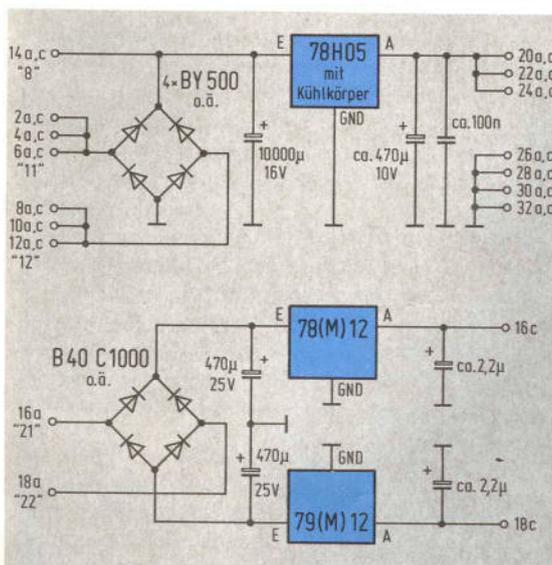 14a,c
"8"
4×BY 500
o.ä.
2a,c
4a,c
6a,c
"11"
8a,c
10a,c
12a,c
"12"
+
10000µ
16V
E
78H05
mit
Kühlkörper
A
GND
+
ca.470µ
10V
ca.100n
20a,c
22a,c
24a,c
26a,c
28a,c
30a,c
32a,c
B40 C1000
o.ä.
16a
"21"
18a
"22"
470µ
25V
+
+
470µ
25V
E
78(M)12
A
GND
GND
E
79(M)12
A
+
ca.2,2µ
+
ca.2,2µ
16c
18c